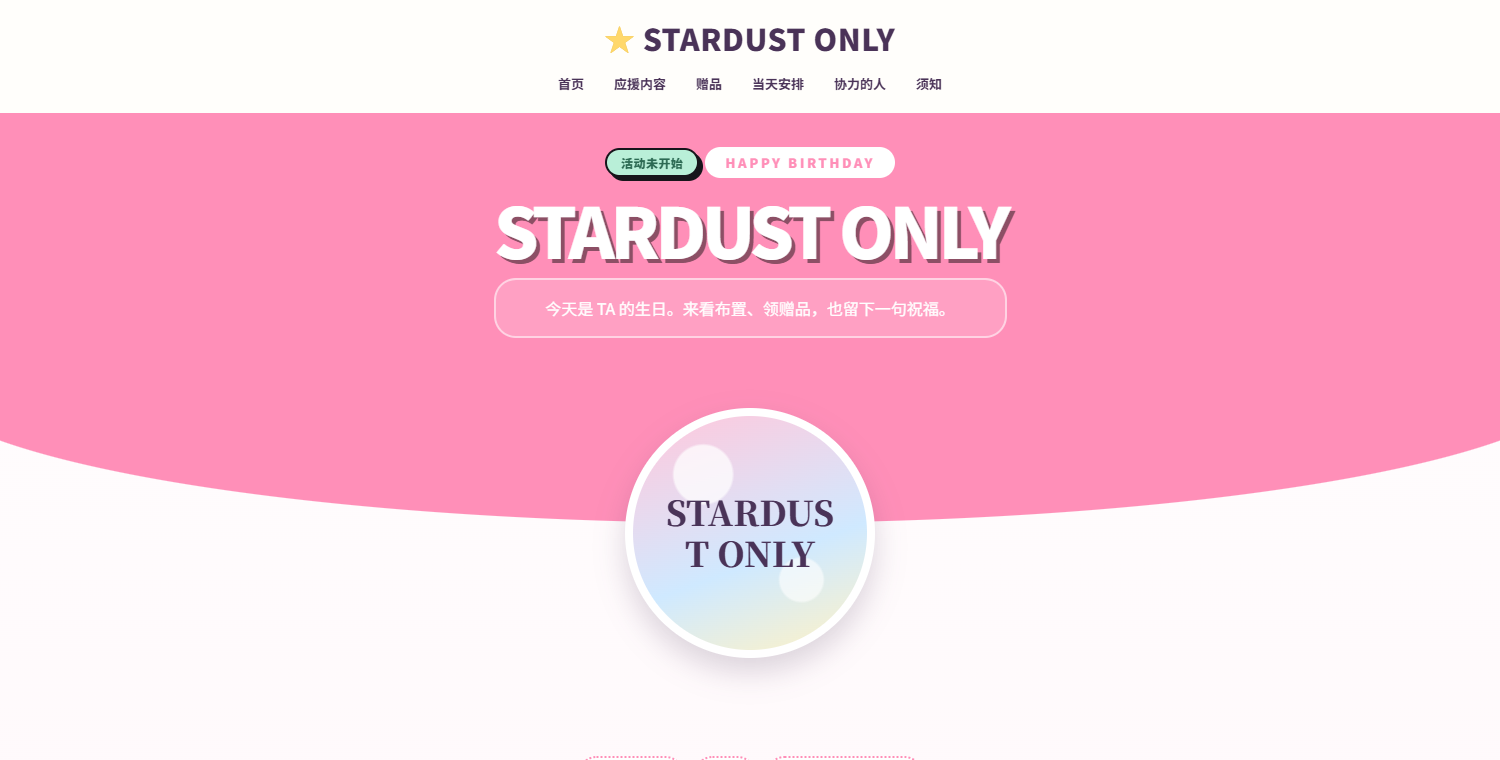 STARDUST ONLY
首页 应援内容 赠品 当天安排 协力的人 须知
活动未开始 HAPPY BIRTHDAY
STARDUST ONLY
今天是 TA 的生日。来看布置、领赠品，也留下一句祝福。
STARDUS
T ONLY